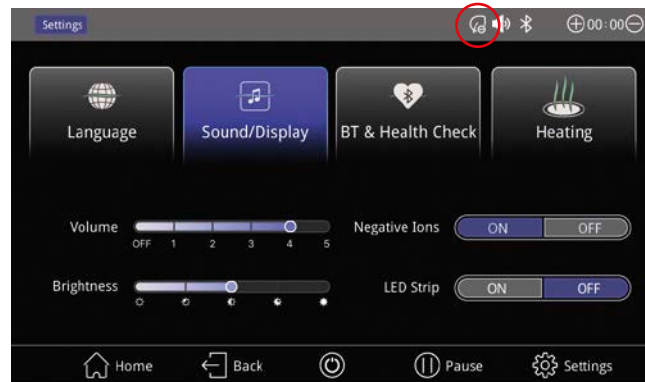 Settings
00:00
Language Sound/Display BT & Health Check Heating
Volume
OFF 1 2 3 4 5
Negative Ions ON OFF
Brightness
LED Strip ON OFF
Home Back Pause Settings